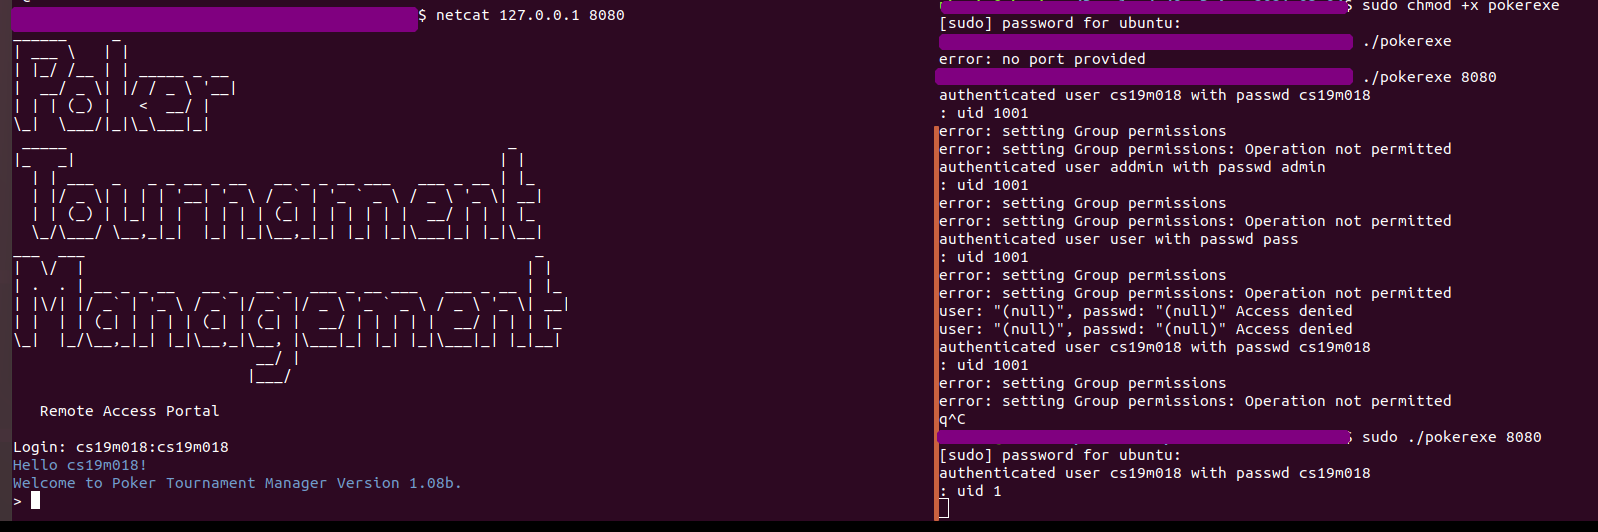 $ netcat 127.0.0.1 8080
Poker
Tournament
Management
Remote Access Portal
Login: cs19m018:cs19m018
Hello cs19m018!
Welcome to Poker Tournament Manager Version 1.08b.
>
$ sudo chmod +x pokerexe
[sudo] password for ubuntu:
./pokerexe
error: no port provided
./pokerexe 8080
authenticated user cs19m018 with passwd cs19m018
: uid 1001
error: setting Group permissions
error: setting Group permissions: Operation not permitted
authenticated user addmin with passwd admin
: uid 1001
error: setting Group permissions
error: setting Group permissions: Operation not permitted
authenticated user user with passwd pass
: uid 1001
error: setting Group permissions
error: setting Group permissions: Operation not permitted
user: "(null)", passwd: "(null)" Access denied
user: "(null)", passwd: "(null)" Access denied
authenticated user cs19m018 with passwd cs19m018
: uid 1001
error: setting Group permissions
error: setting Group permissions: Operation not permitted
q^C
$ sudo ./pokerexe 8080
[sudo] password for ubuntu:
authenticated user cs19m018 with passwd cs19m018
: uid 1